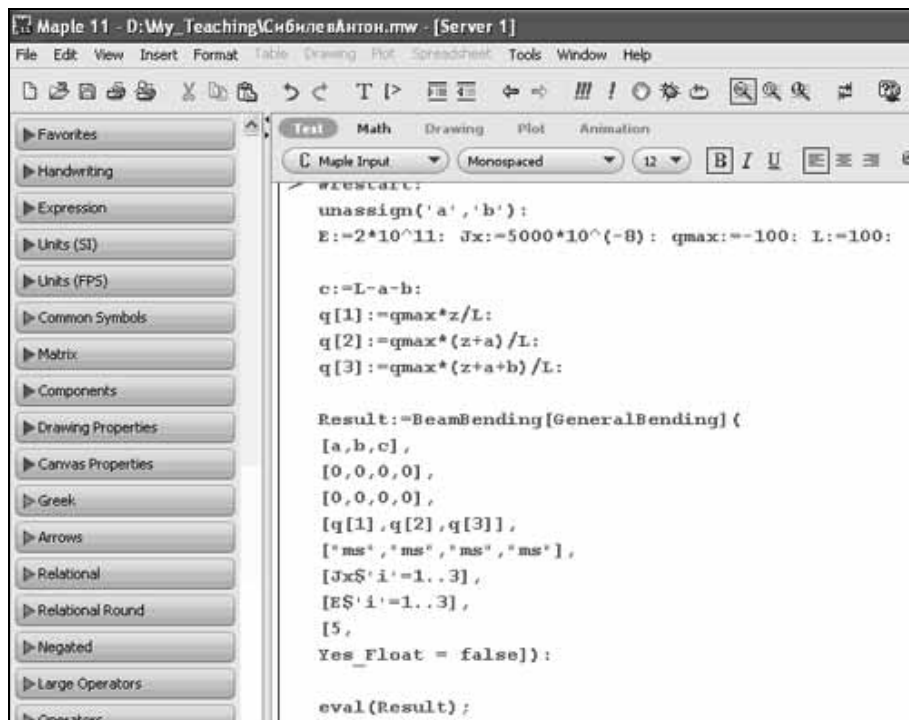 Maple 11 - D:\My_Teaching\СибилевАнтон.mw - [Server 1]
File Edit View Insert Format Table Drawing Plot Spreadsheet Tools Window Help
Favorites
Handwriting
Expression
Units (SI)
Units (FPS)
Common Symbols
Matrix
Components
Drawing Properties
Canvas Properties
Greek
Arrows
Relational
Relational Round
Negated
Large Operators
Operators
Text Math Drawing Plot Animation
C Maple Input Monospaced 12 B I U
> #restart:
unassign('a','b'):
E:=2*10^11: Jx:=5000*10^(-8): qmax:=-100: L:=100:
c:=L-a-b:
q[1]:=qmax*z/L:
q[2]:=qmax*(z+a)/L:
q[3]:=qmax*(z+a+b)/L:
Result:=BeamBending[GeneralBending](
[a,b,c],
[0,0,0,0],
[0,0,0,0],
[q[1],q[2],q[3]],
["ms","ms","ms","ms"],
[Jx$'i'=1..3],
[E$'i'=1..3],
[5,
Yes_Float = false]):
eval(Result);